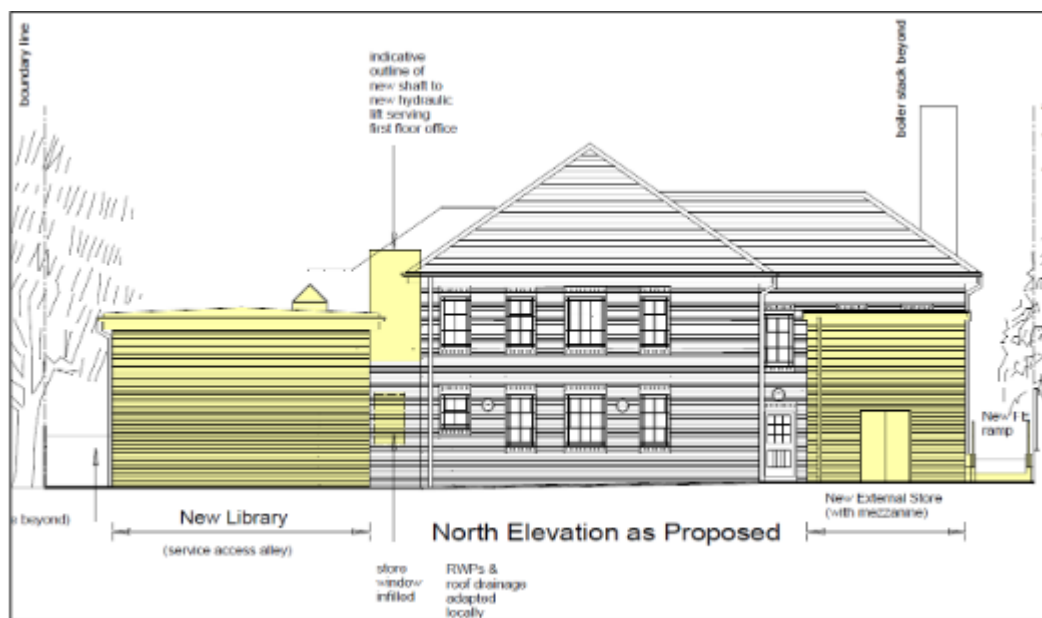 boundary line
indicative
outline of
new shaft to
new hydraulic
lift serving
first floor office
boiler stack beyond
New FE
ramp
e beyond)
New Library
(service access alley)
North Elevation as Proposed
New External Store
(with mezzanine)
store
window
infilled
RWPs &
roof drainage
adapted
locally